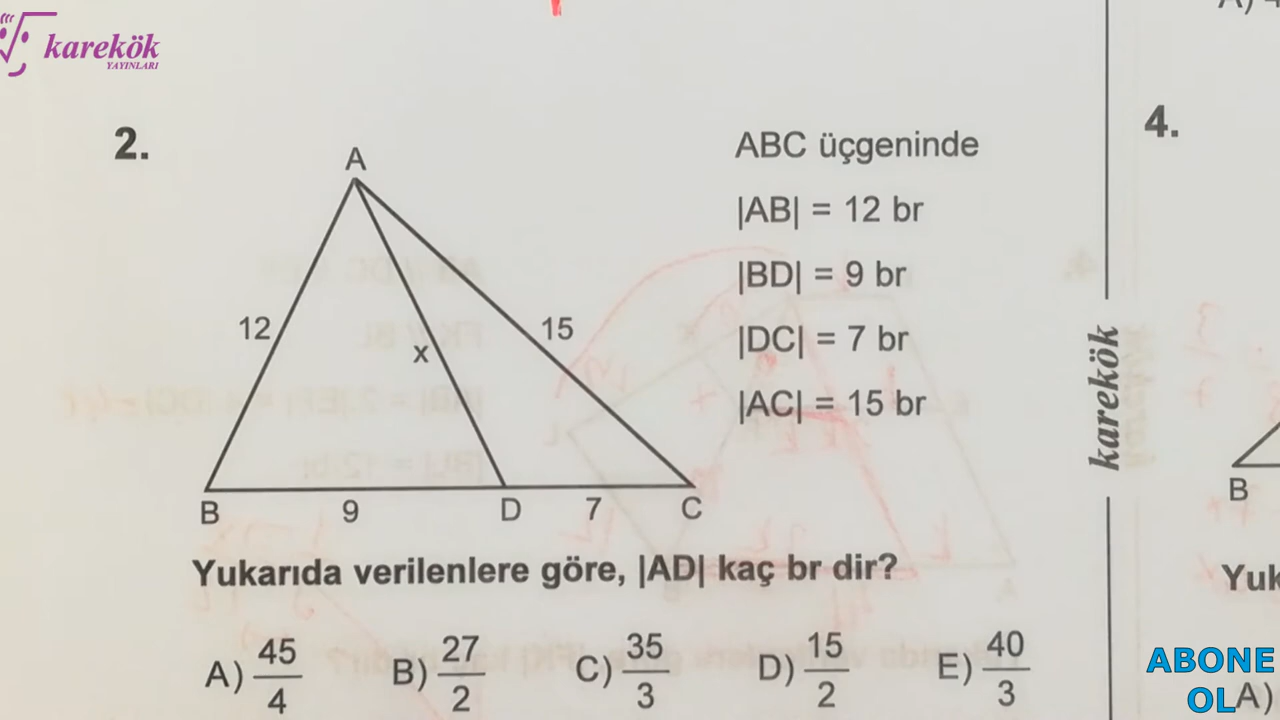 karekök
YAYINLARI
2.
A
12
x
15
B
9
D
7
C
ABC üçgeninde
|AB| = 12 br
|BD| = 9 br
|DC| = 7 br
|AC| = 15 br
Yukarıda verilenlere göre, |AD| kaç br dir?
A) 45/4 B) 27/2 C) 35/3 D) 15/2 E) 40/3
karekök
4.
B
Yuk
A)
ABONE
OL